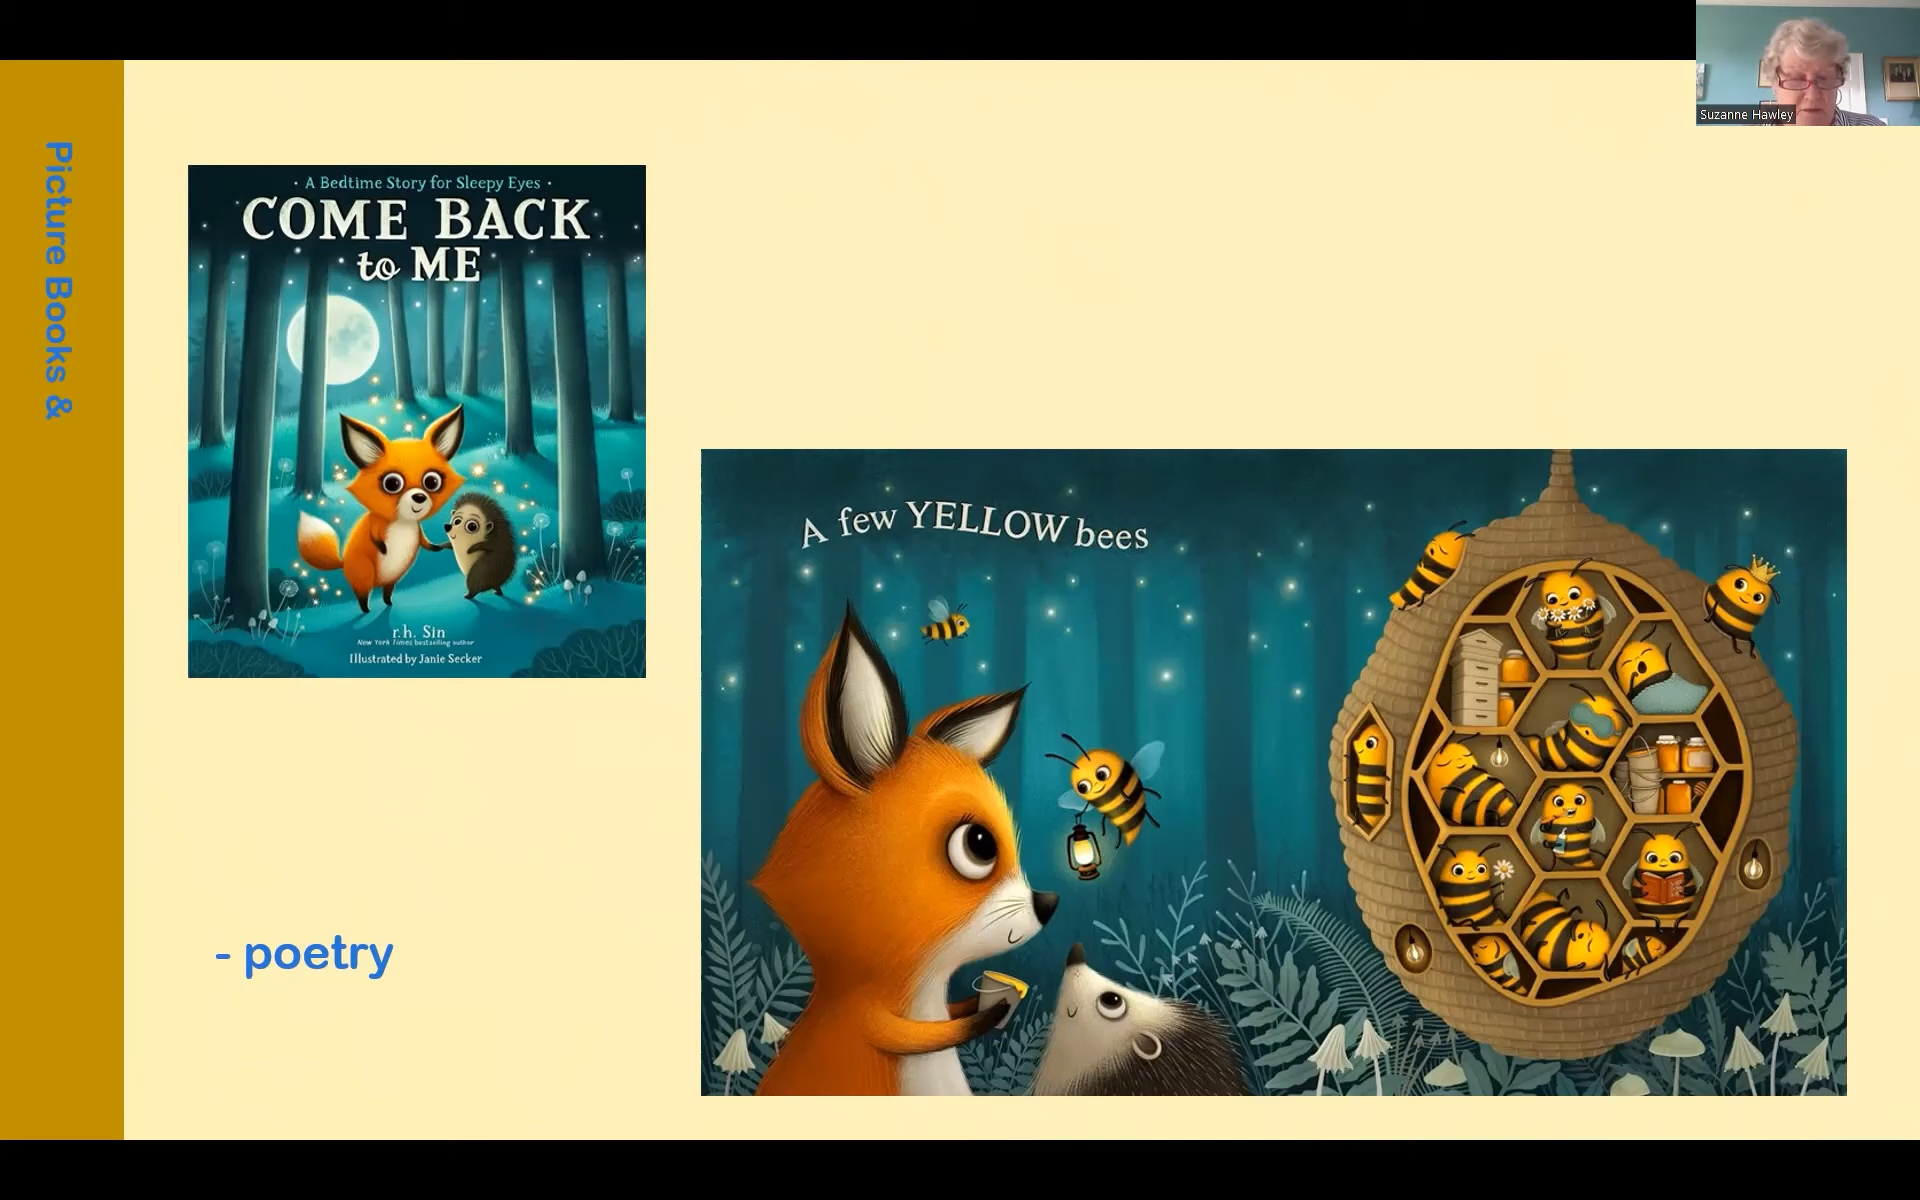 Suzanne Hawley
Picture Books &
• A Bedtime Story for Sleepy Eyes •
COME BACK
to ME
r.h. Sin
New York Times bestselling author
Illustrated by Janie Secker
A few YELLOW bees
- poetry